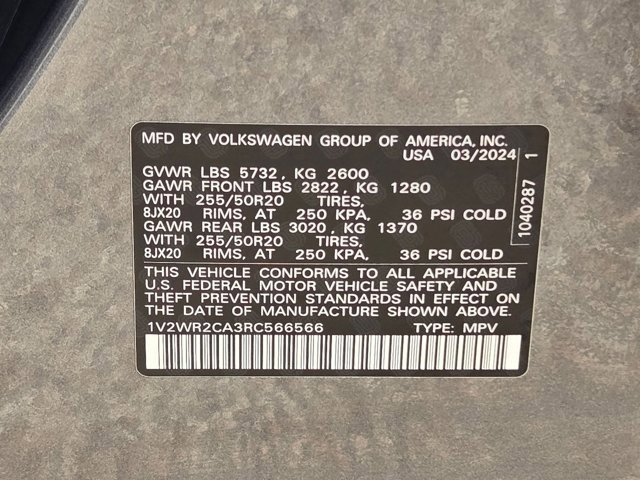 MFD BY VOLKSWAGEN GROUP OF AMERICA, INC.
USA 03/2024
GVWR LBS 5732 , KG 2600
GAWR FRONT LBS 2822 , KG 1280
WITH 255/50R20 TIRES,
8JX20 RIMS, AT 250 KPA, 36 PSI COLD
GAWR REAR LBS 3020 , KG 1370
WITH 255/50R20 TIRES,
8JX20 RIMS, AT 250 KPA, 36 PSI COLD
THIS VEHICLE CONFORMS TO ALL APPLICABLE
U.S. FEDERAL MOTOR VEHICLE SAFETY AND
THEFT PREVENTION STANDARDS IN EFFECT ON
THE DATE OF MANUFACTURE SHOWN ABOVE.
1V2WR2CA3RC566566 TYPE: MPV
1040287 1